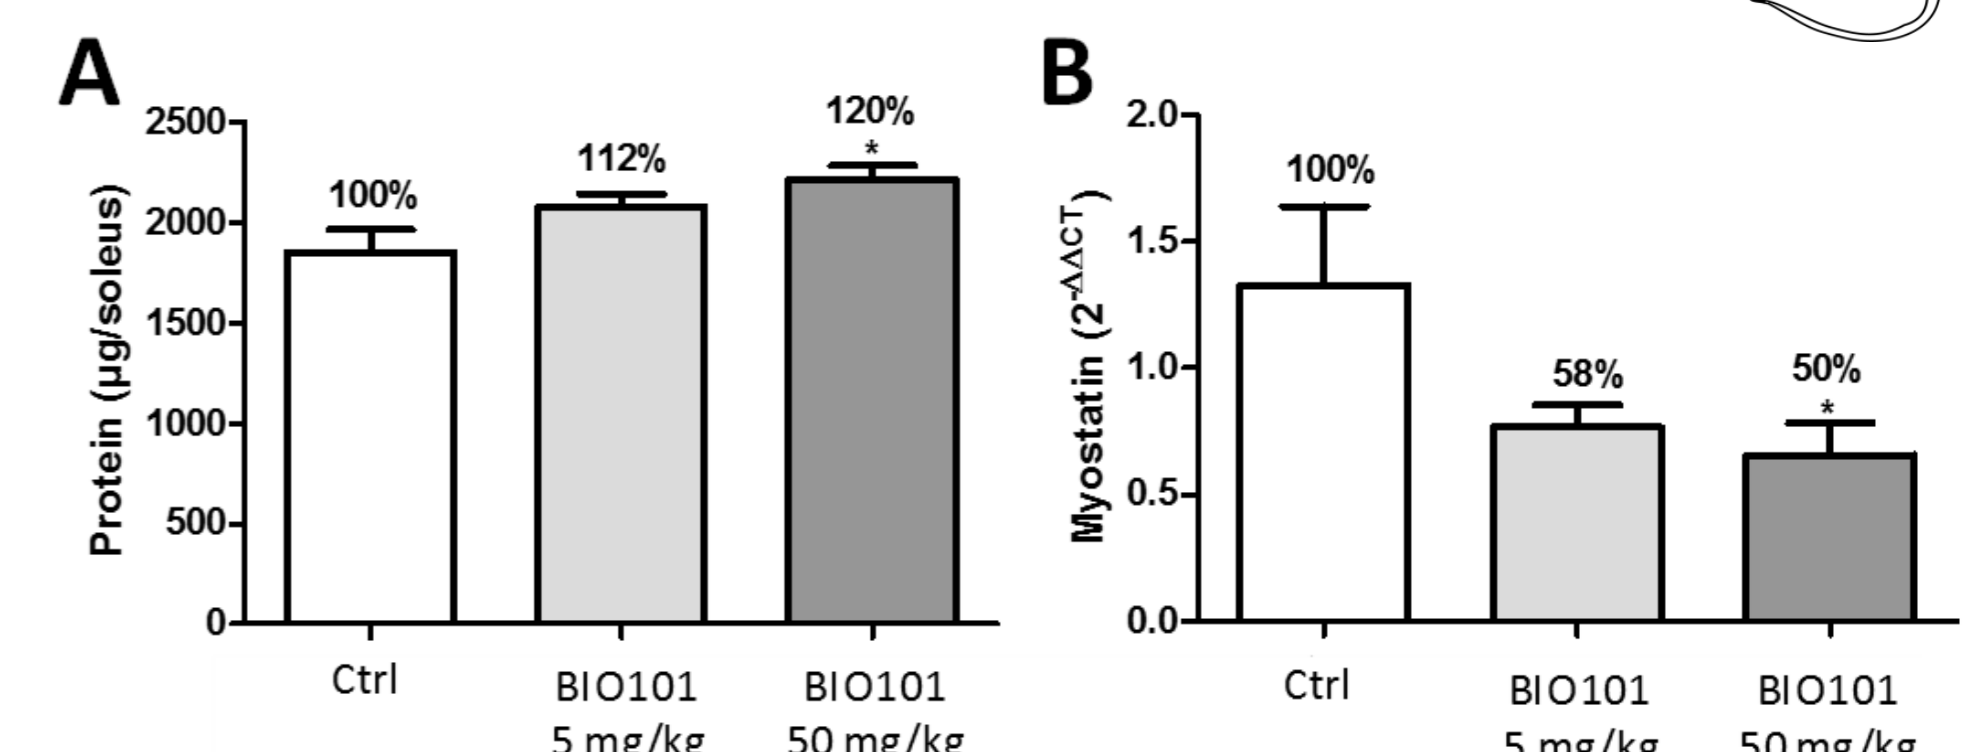 A
B
2500
2000
1500
1000
500
0
Protein (µg/soleus)
100%
112%
120%
*
Ctrl
BIO101
5 mg/kg
BIO101
50 mg/kg
2.0
1.5
1.0
0.5
0.0
Myostatin (2-ΔΔCT)
100%
58%
50%
*
Ctrl
BIO101
5 mg/kg
BIO101
50 mg/kg